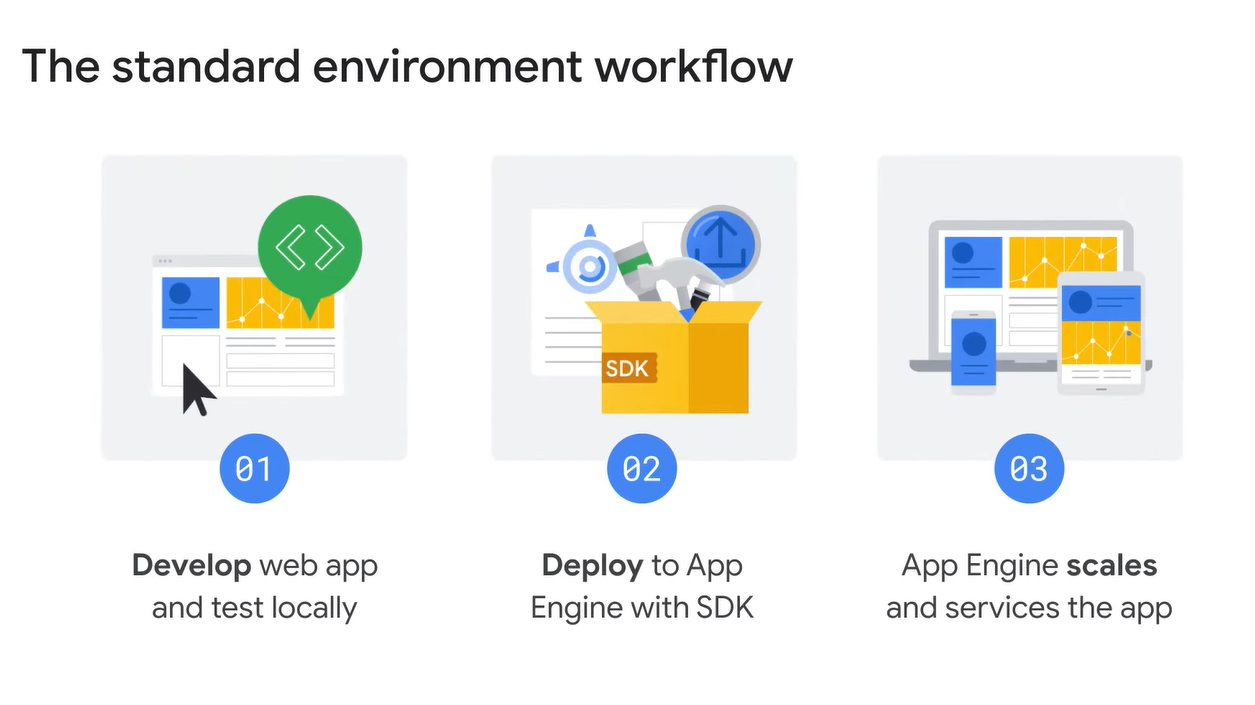 The standard environment workflow
SDK
01
02
03
Develop web app
and test locally
Deploy to App
Engine with SDK
App Engine scales
and services the app